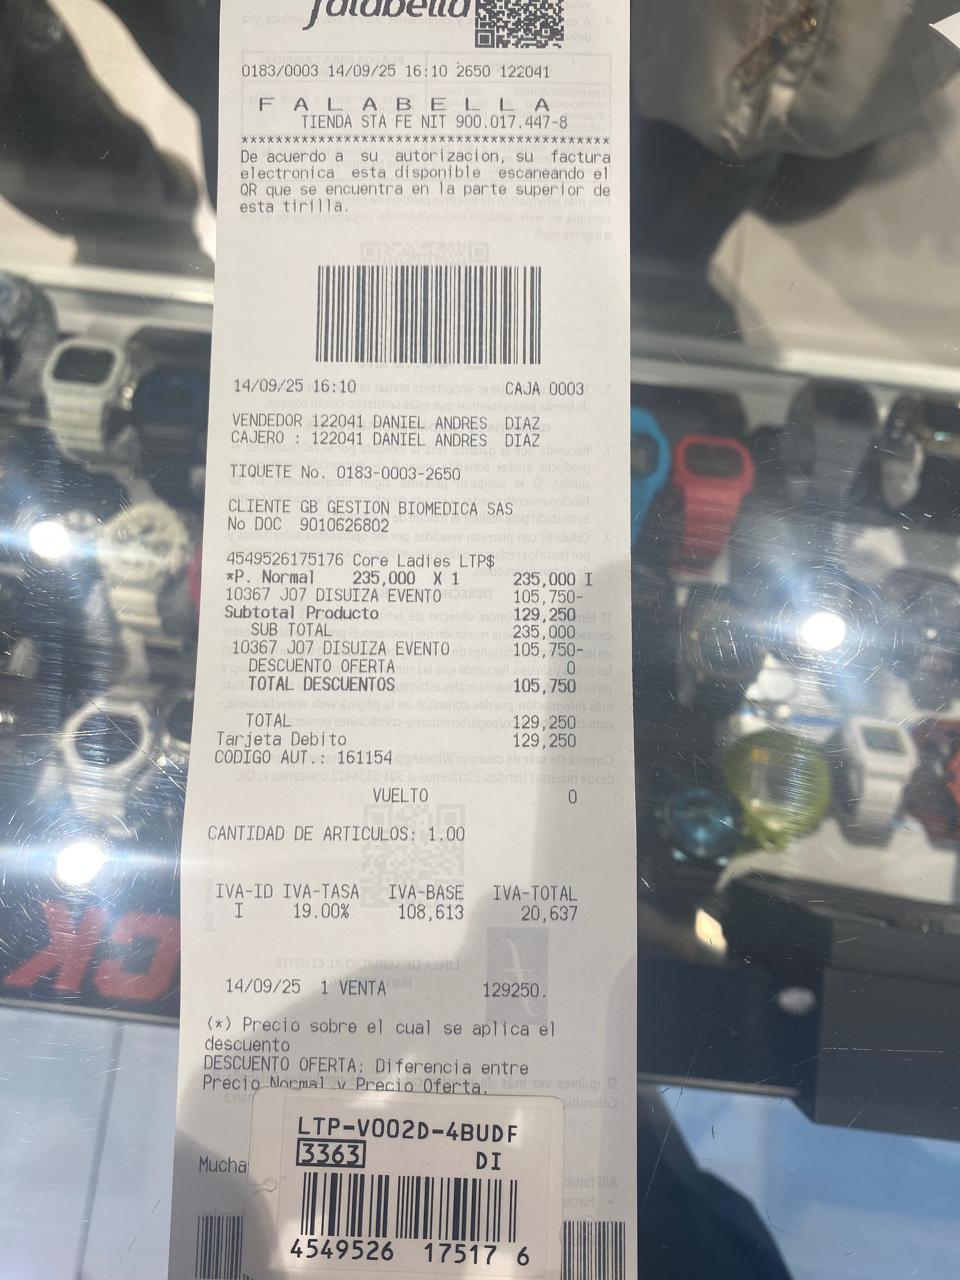 falabella
0183/0003 14/09/25 16:10 2650 122041
F A L A B E L L A
TIENDA STA FE NIT 900.017.447-8
****************************************
De acuerdo a su autorizacion, su factura
electronica esta disponible escaneando el
QR que se encuentra en la parte superior de
esta tirilla.
14/09/25 16:10 CAJA 0003
VENDEDOR 122041 DANIEL ANDRES DIAZ
CAJERO : 122041 DANIEL ANDRES DIAZ
TIQUETE No. 0183-0003-2650
CLIENTE GB GESTION BIOMEDICA SAS
No DOC 9010626802
4549526175176 Core Ladies LTP$
*P. Normal 235,000 X 1 235,000 I
10367 J07 DISUIZA EVENTO 105,750-
Subtotal Producto 129,250
SUB TOTAL 235,000
10367 J07 DISUIZA EVENTO 105,750-
DESCUENTO OFERTA 0
TOTAL DESCUENTOS 105,750
TOTAL 129,250
Tarjeta Debito 129,250
CODIGO AUT.: 161154
VUELTO 0
CANTIDAD DE ARTICULOS: 1.00
IVA-ID IVA-TASA IVA-BASE IVA-TOTAL
I 19.00% 108,613 20,637
14/09/25 1 VENTA 129250.
(*) Precio sobre el cual se aplica el
descuento
DESCUENTO OFERTA: Diferencia entre
Precio Normal y Precio Oferta.
Mucha
LTP-V002D-4BUDF
3363 DI
4549526 17517 6